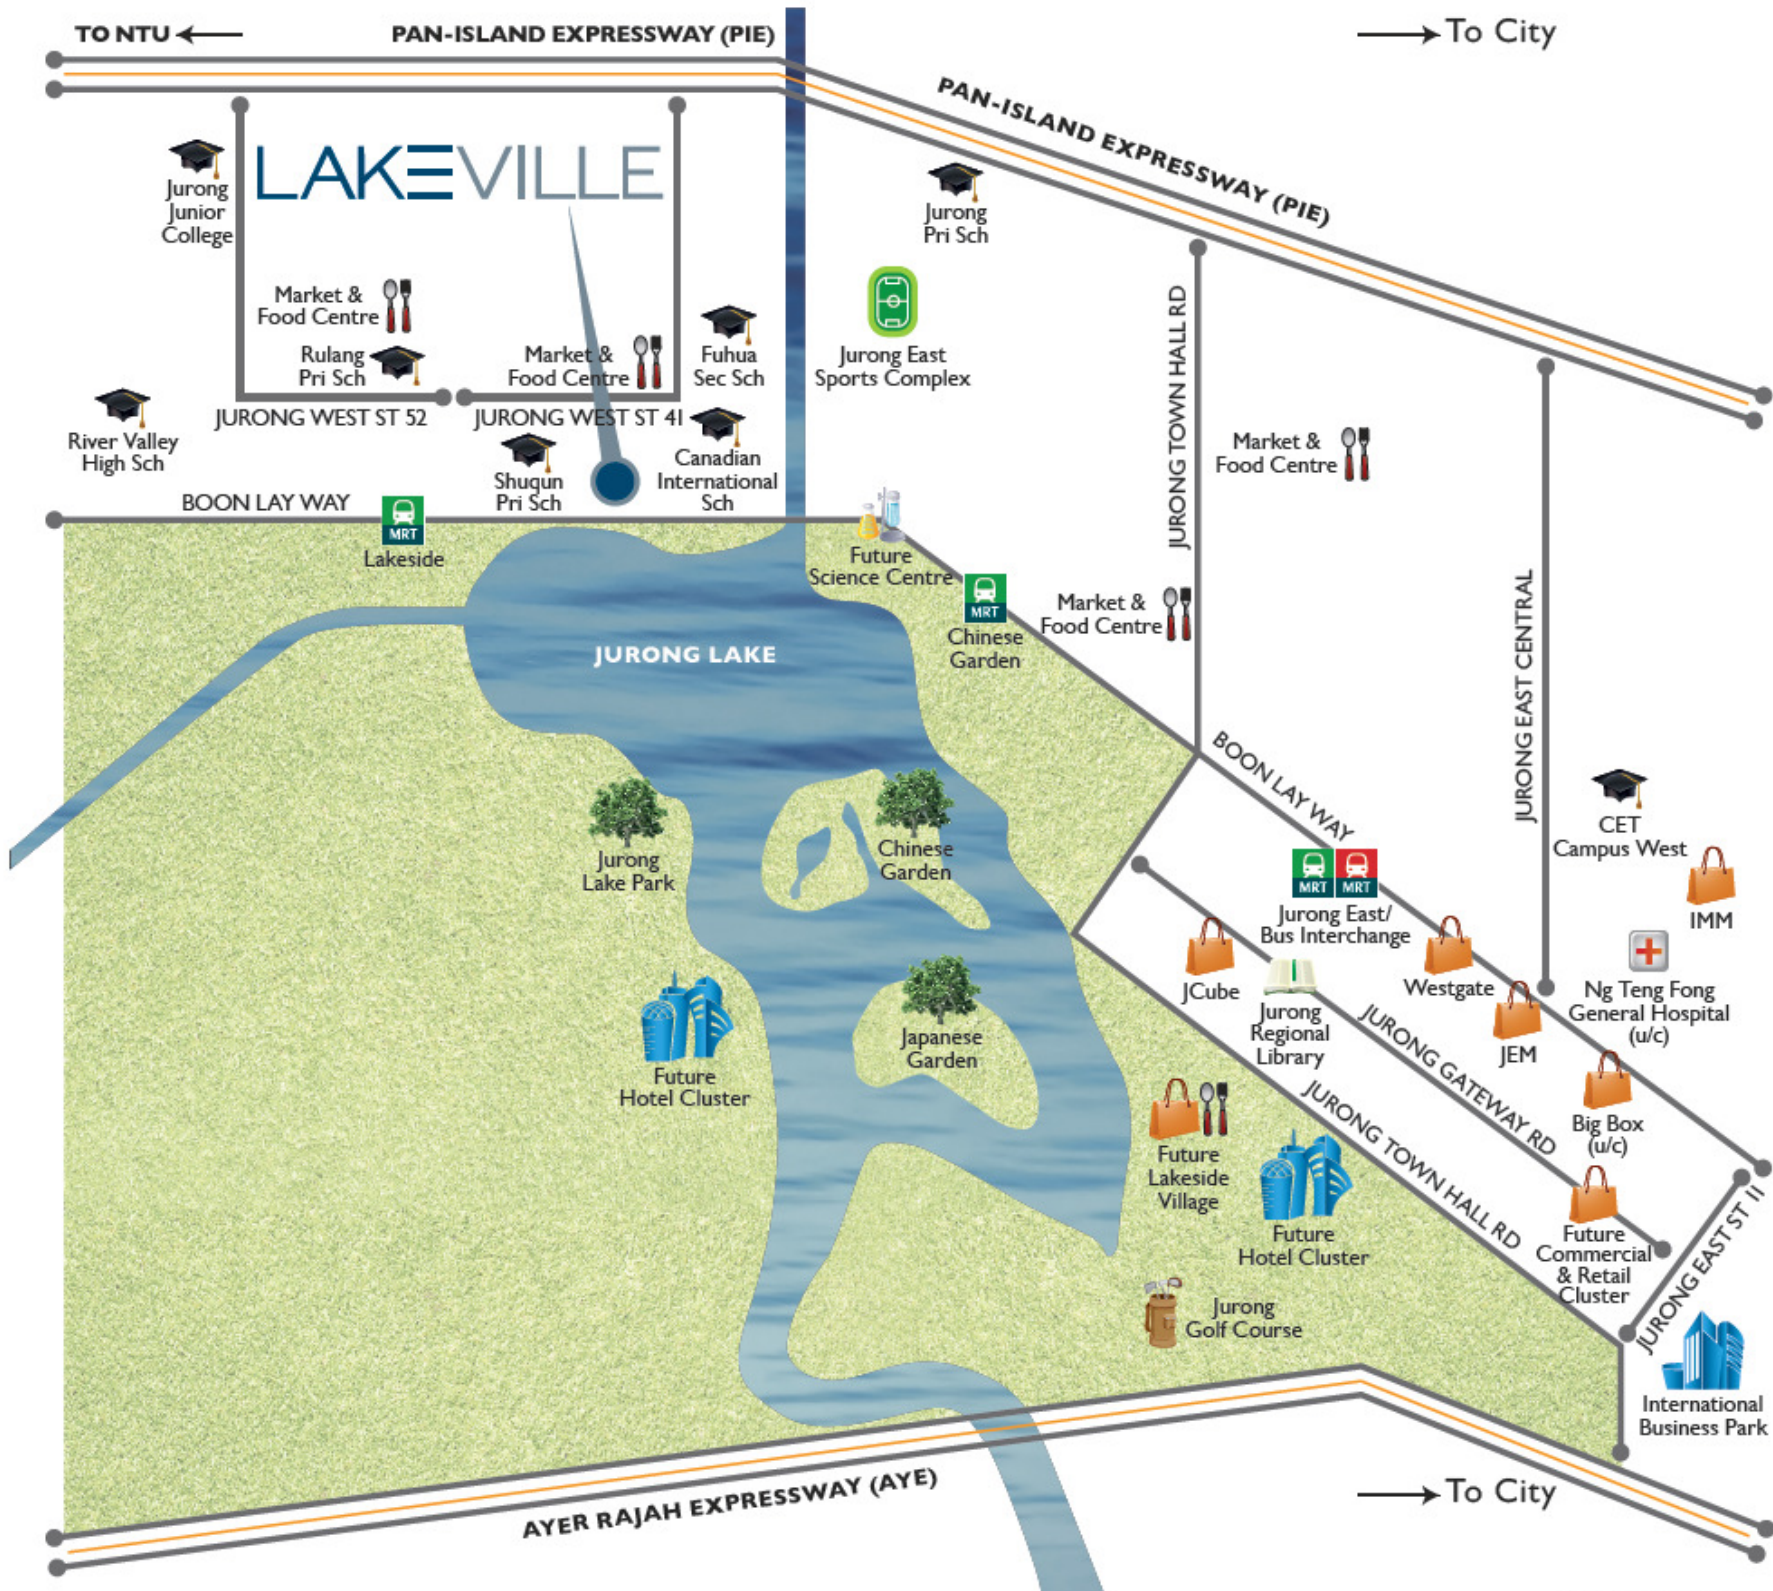 TO NTU
PAN-ISLAND EXPRESSWAY (PIE)
To City
PAN-ISLAND EXPRESSWAY (PIE)
LAKEVILLE
Jurong
Junior
College
Jurong
Pri Sch
Market &
Food Centre
Rulang
Pri Sch
Market &
Food Centre
Fuhua
Sec Sch
Jurong East
Sports Complex
JURONG TOWN HALL RD
JURONG WEST ST 52
JURONG WEST ST 41
River Valley
High Sch
Shuqun
Pri Sch
Canadian
International
Sch
Market &
Food Centre
BOON LAY WAY
MRT
Lakeside
Future
Science Centre
MRT
Chinese
Garden
Market &
Food Centre
JURONG EAST CENTRAL
JURONG LAKE
BOON LAY WAY
Jurong
Lake Park
Chinese
Garden
CET
Campus West
IMM
MRT
MRT
Jurong East/
Bus Interchange
JCube
Westgate
Jurong
Regional
Library
JEM
Ng Teng Fong
General Hospital
(u/c)
Japanese
Garden
Future
Hotel Cluster
JURONG GATEWAY RD
JURONG TOWN HALL RD
Big Box
(u/c)
Future
Lakeside
Village
Future
Hotel Cluster
Future
Commercial
& Retail
Cluster
JURONG EAST ST 11
Jurong
Golf Course
International
Business Park
AYER RAJAH EXPRESSWAY (AYE)
To City